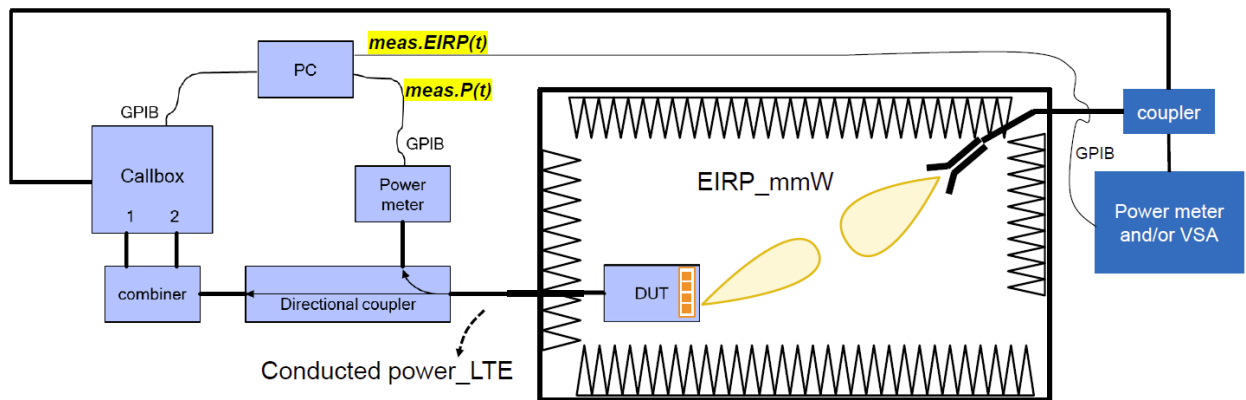 meas.EIRP(t)
PC
meas.P(t)
GPIB
GPIB
coupler
GPIB
Callbox
1 2
Power
meter
EIRP_mmW
Power meter
and/or VSA
combiner
Directional coupler
DUT
Conducted power_LTE